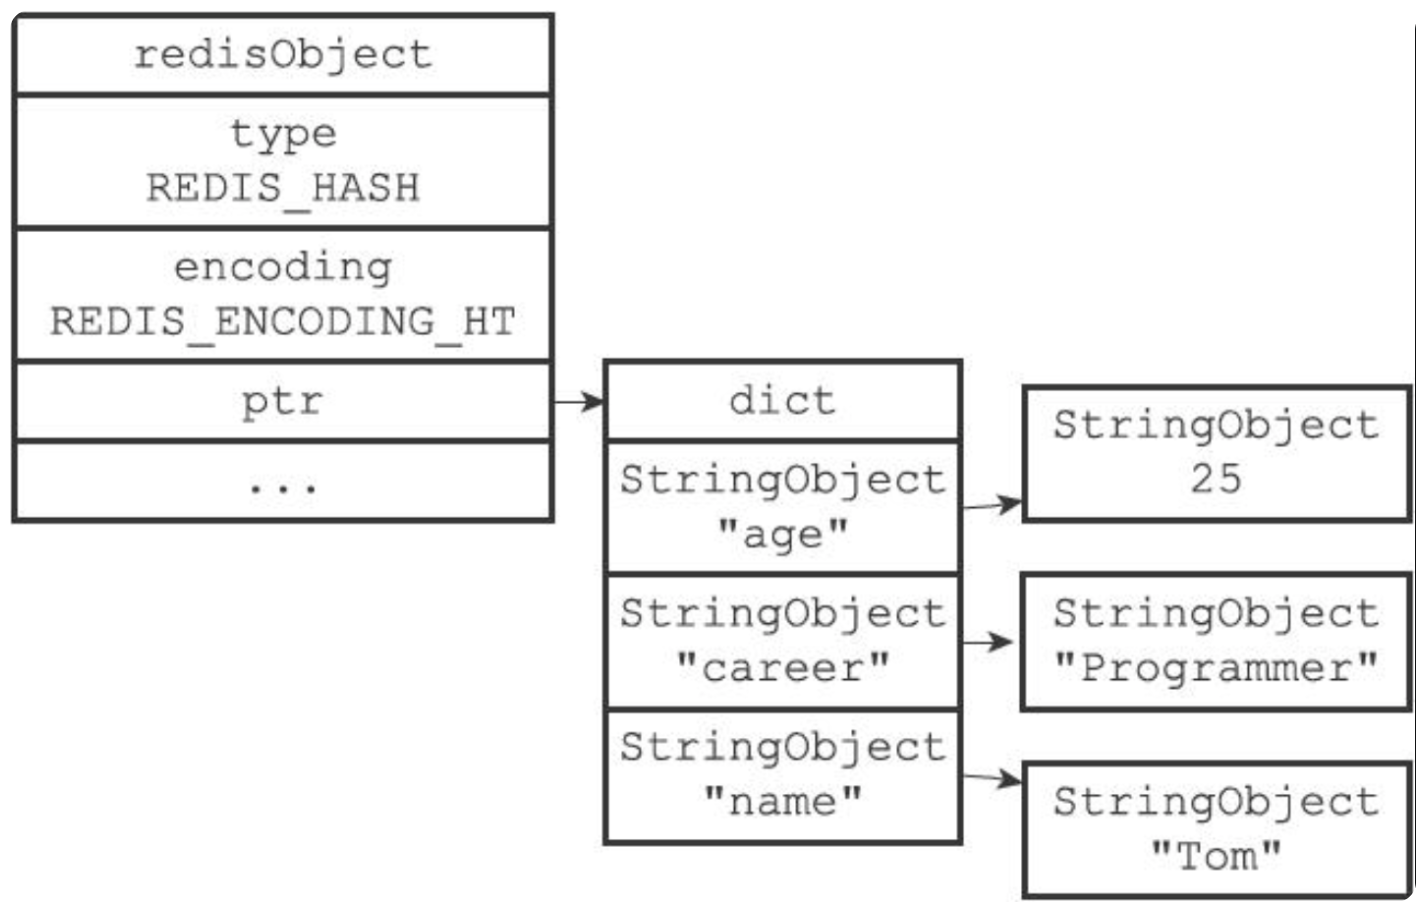 redisObject
type
REDIS_HASH
encoding
REDIS_ENCODING_HT
ptr
...
dict
StringObject
"age"
StringObject
"career"
StringObject
"name"
StringObject
25
StringObject
"Programmer"
StringObject
"Tom"